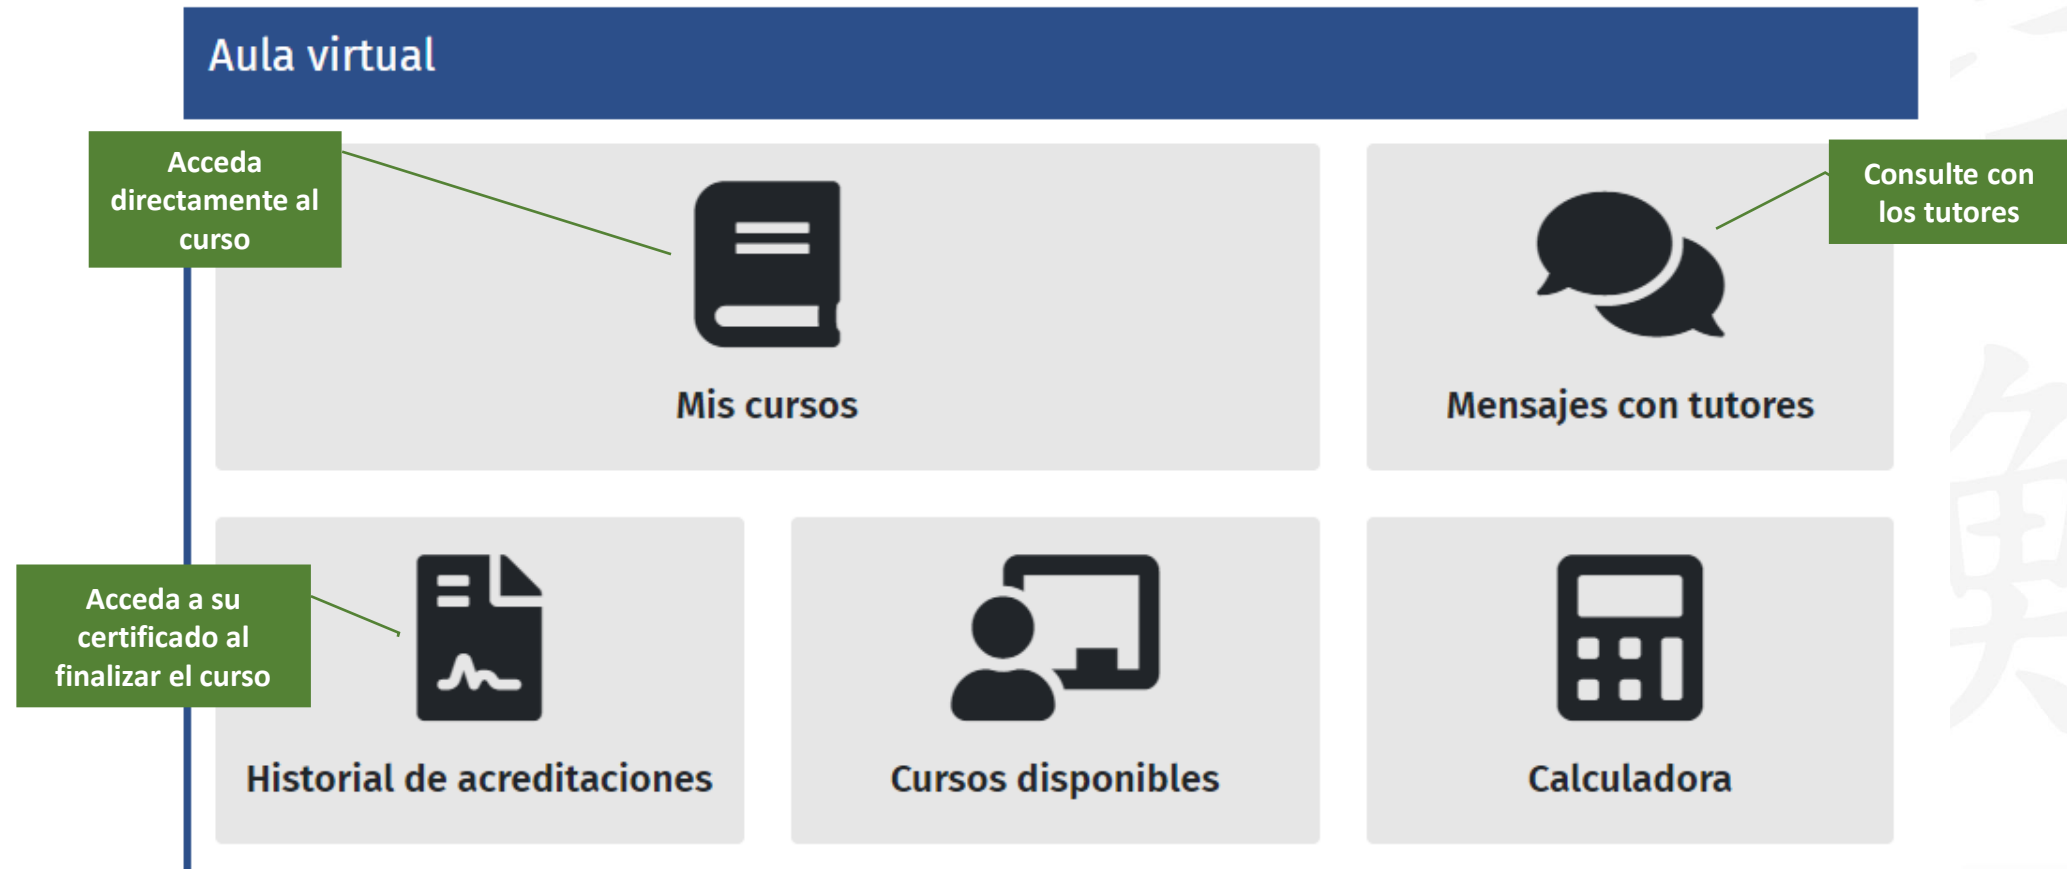 Aula virtual
Acceda
directamente al
curso
Consulte con
los tutores
Mis cursos
Mensajes con tutores
Acceda a su
certificado al
finalizar el curso
Historial de acreditaciones
Cursos disponibles
Calculadora